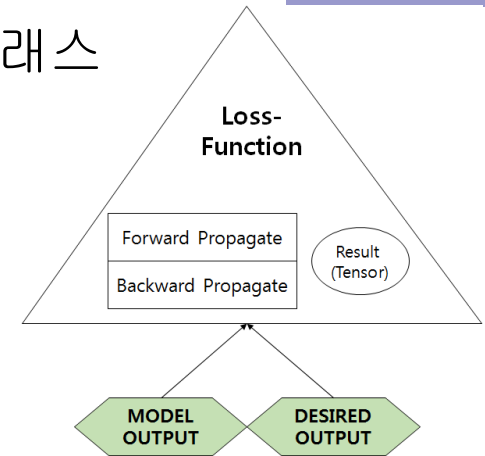 래스
Loss-
Function
Forward Propagate
Backward Propagate
Result
(Tensor)
MODEL
OUTPUT
DESIRED
OUTPUT